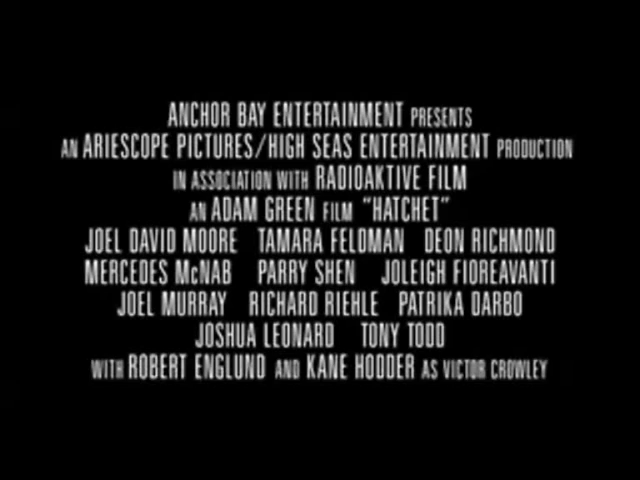 ANCHOR BAY ENTERTAINMENT PRESENTS
AN ARIESCOPE PICTURES/HIGH SEAS ENTERTAINMENT PRODUCTION
IN ASSOCIATION WITH RADIOAKTIVE FILM
AN ADAM GREEN FILM "HATCHET"
JOEL DAVID MOORE TAMARA FELDMAN DEON RICHMOND
MERCEDES McNAB PARRY SHEN JOLEIGH FIOREAVANTI
JOEL MURRAY RICHARD RIEHLE PATRIKA DARBO
JOSHUA LEONARD TONY TODD
WITH ROBERT ENGLUND AND KANE HODDER AS VICTOR CROWLEY